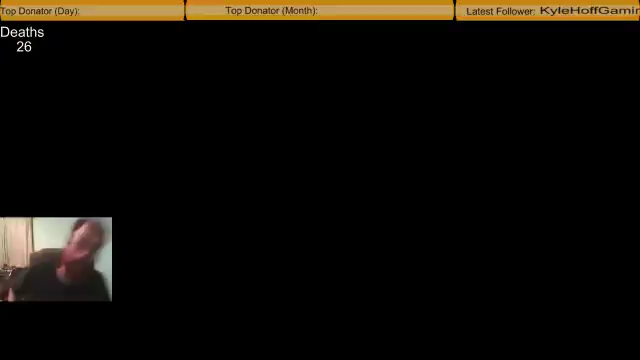 Top Donator (Day):
Top Donator (Month):
Latest Follower: KyleHoffGamin
Deaths
26